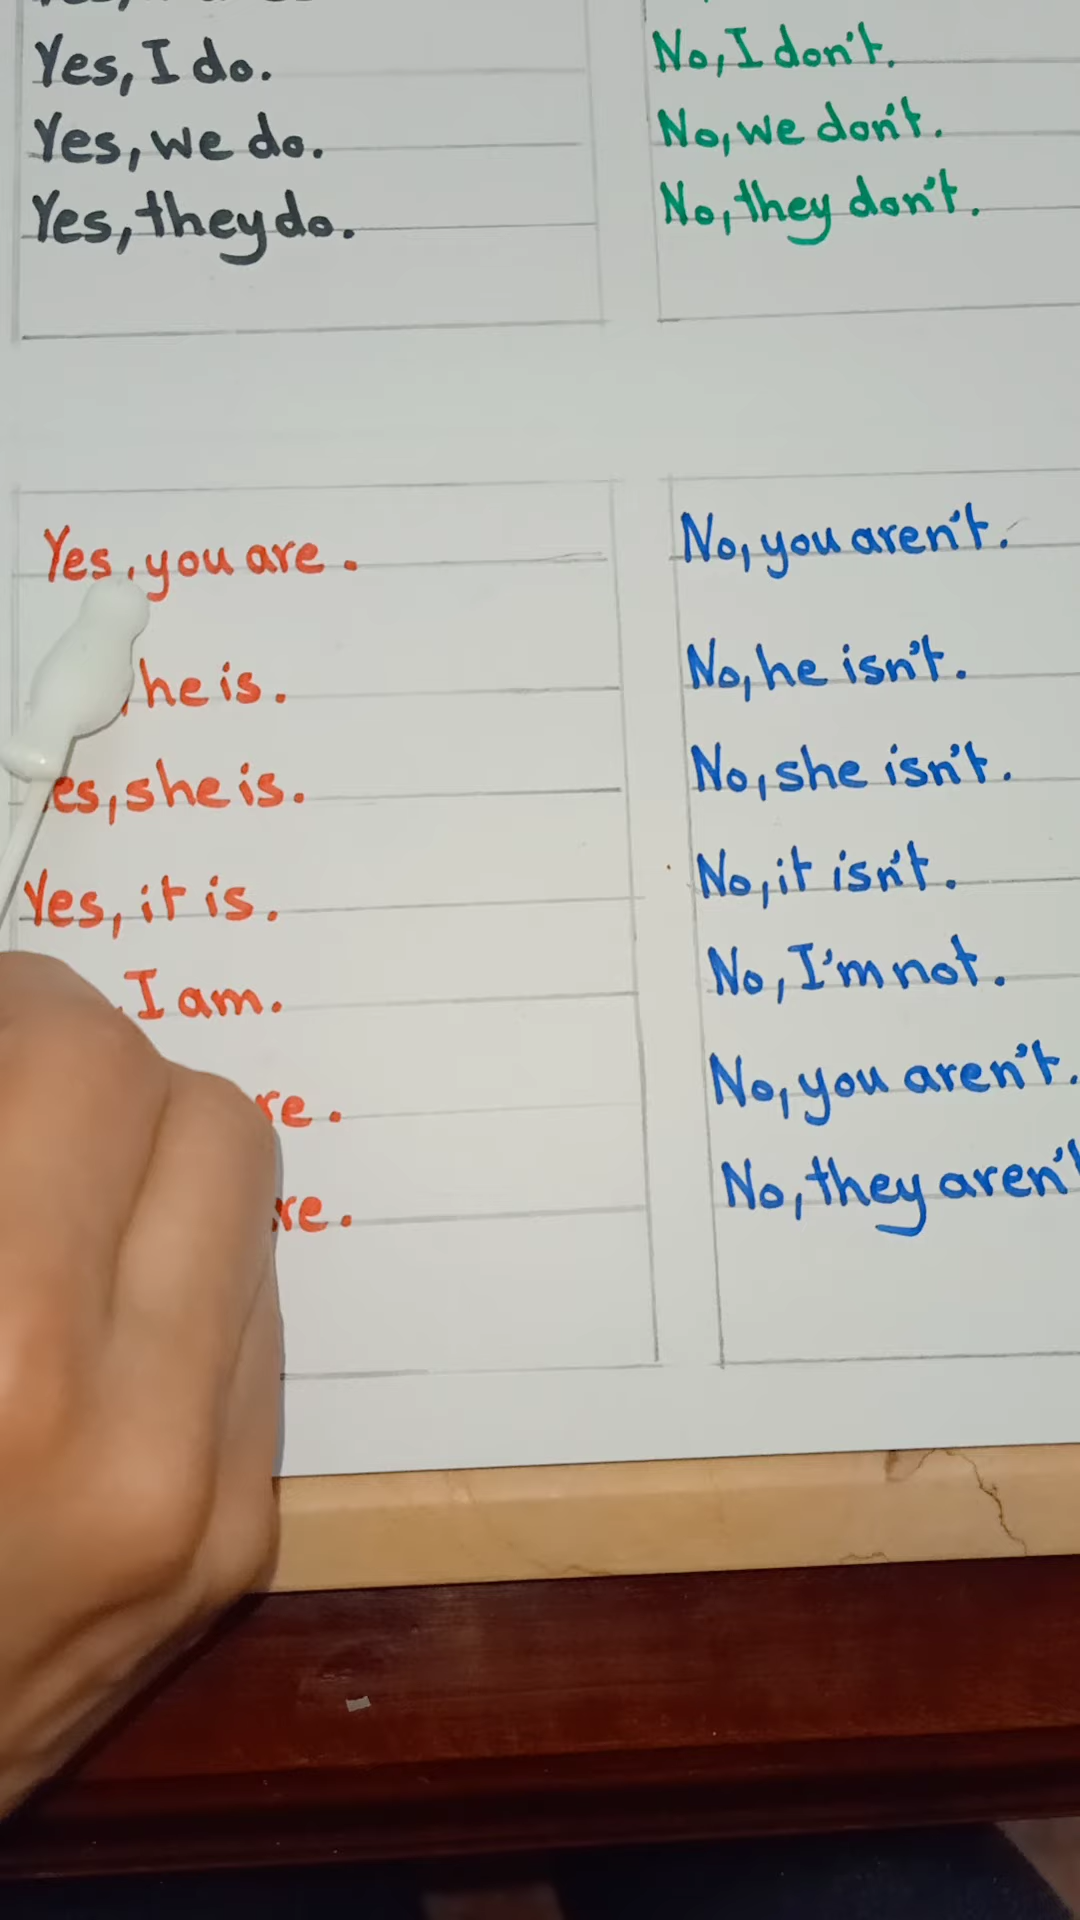 Yes, I do.
Yes, we do.
Yes, they do.
No, I don't.
No, we don't.
No, they don't.
Yes, you are.
, he is.
es, she is.
Yes, it is.
, I am.
re.
re.
No, you aren't.
No, he isn't.
No, she isn't.
No, it isn't.
No, I'm not.
No, you aren't.
No, they aren'